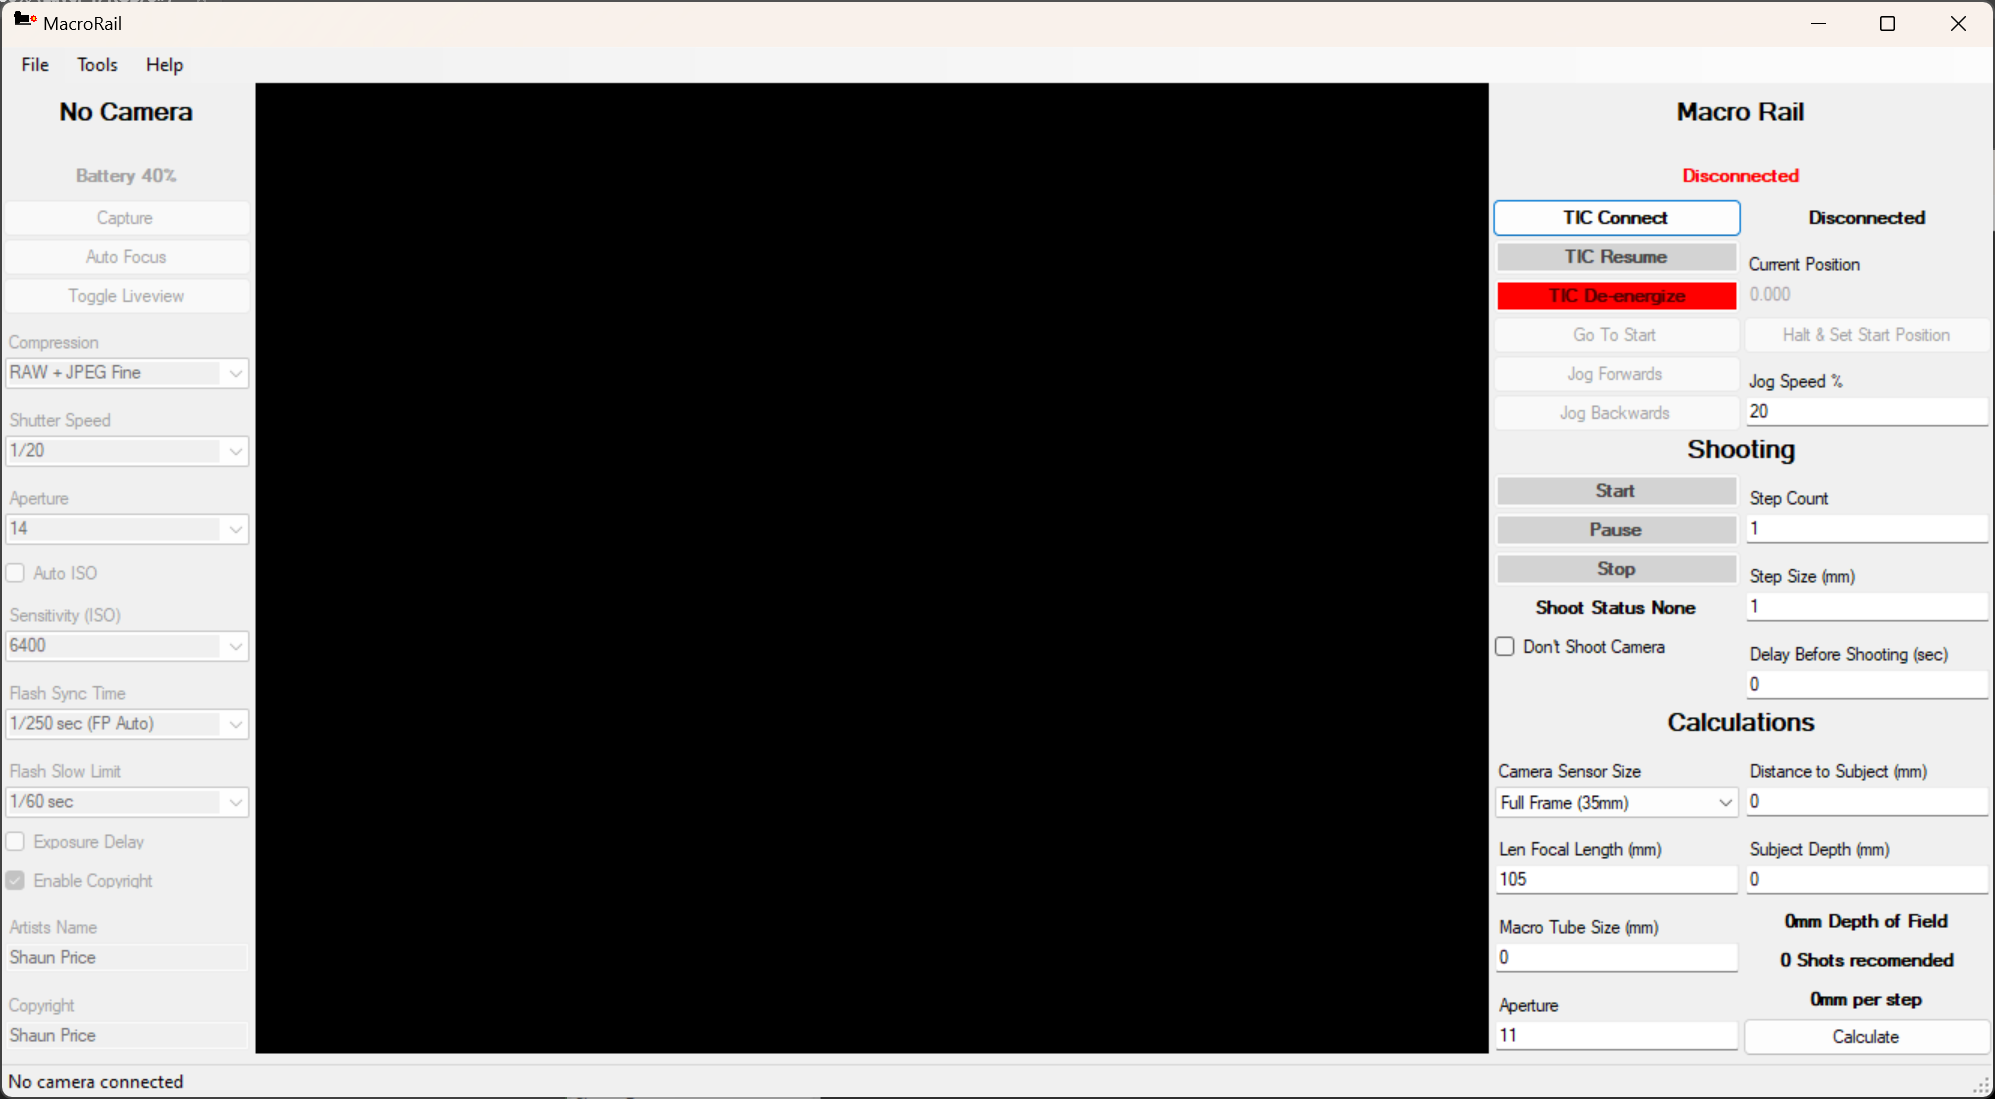 MacroRail
File Tools Help
No Camera
Battery 40%
Capture
Auto Focus
Toggle Liveview
Compression
RAW + JPEG Fine
Shutter Speed
1/20
Aperture
14
Auto ISO
Sensitivity (ISO)
6400
Flash Sync Time
1/250 sec (FP Auto)
Flash Slow Limit
1/60 sec
Exposure Delay
Enable Copyright
Artists Name
Shaun Price
Copyright
Shaun Price
Macro Rail
Disconnected
TIC Connect
Disconnected
TIC Resume
Current Position
TIC De-energize
0.000
Go To Start
Halt & Set Start Position
Jog Forwards
Jog Speed %
Jog Backwards
20
Shooting
Start
Step Count
Pause
1
Stop
Step Size (mm)
Shoot Status None
1
Don't Shoot Camera
Delay Before Shooting (sec)
0
Calculations
Camera Sensor Size
Distance to Subject (mm)
Full Frame (35mm)
0
Len Focal Length (mm)
Subject Depth (mm)
105
0
Macro Tube Size (mm)
0mm Depth of Field
0
0 Shots recomended
Aperture
0mm per step
11
Calculate
No camera connected